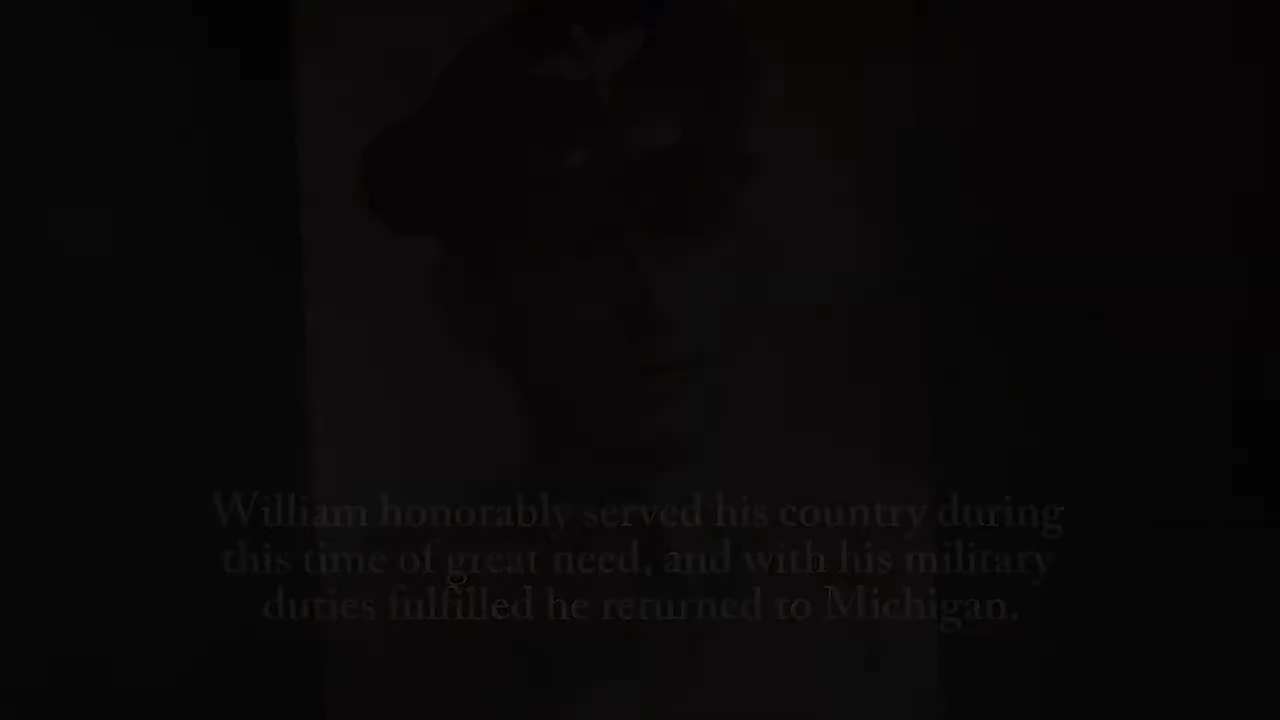 William honorably served his country during
this time of great need, and with his military
duties fulfilled he returned to Michigan.